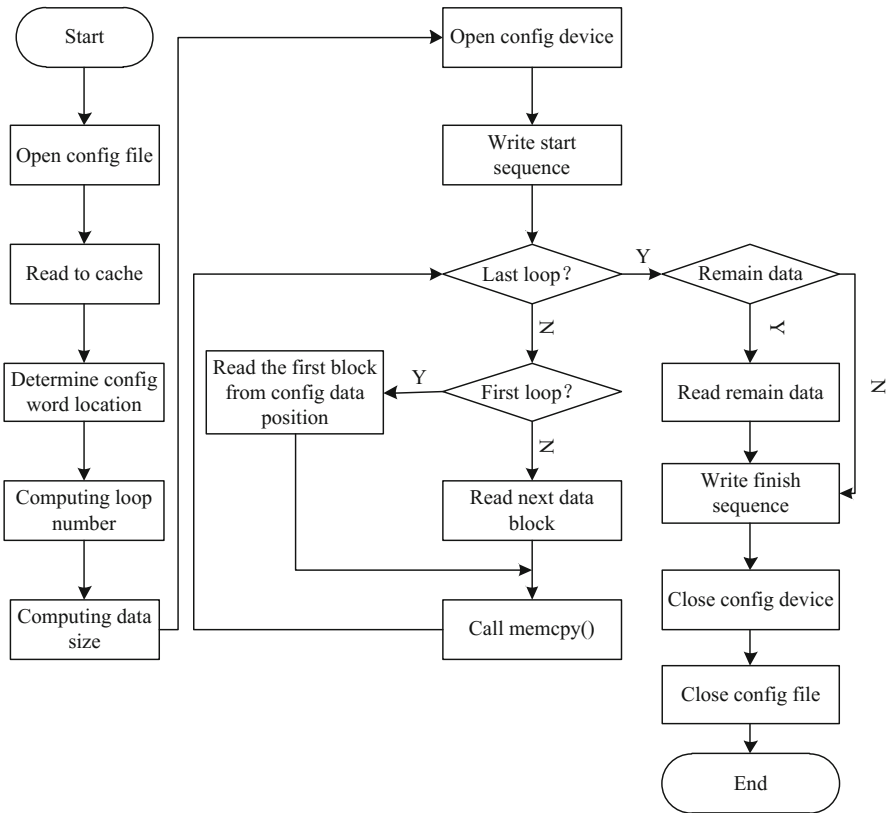 Start
Open config file
Read to cache
Determine config
word location
Computing loop
number
Computing data
size
Open config device
Write start
sequence
Last loop？
Y
N
First loop？
Y
Read the first block
from config data
position
N
Read next data
block
Call memcpy()
Remain data
Y
N
Read remain data
Write finish
sequence
Close config device
Close config file
End